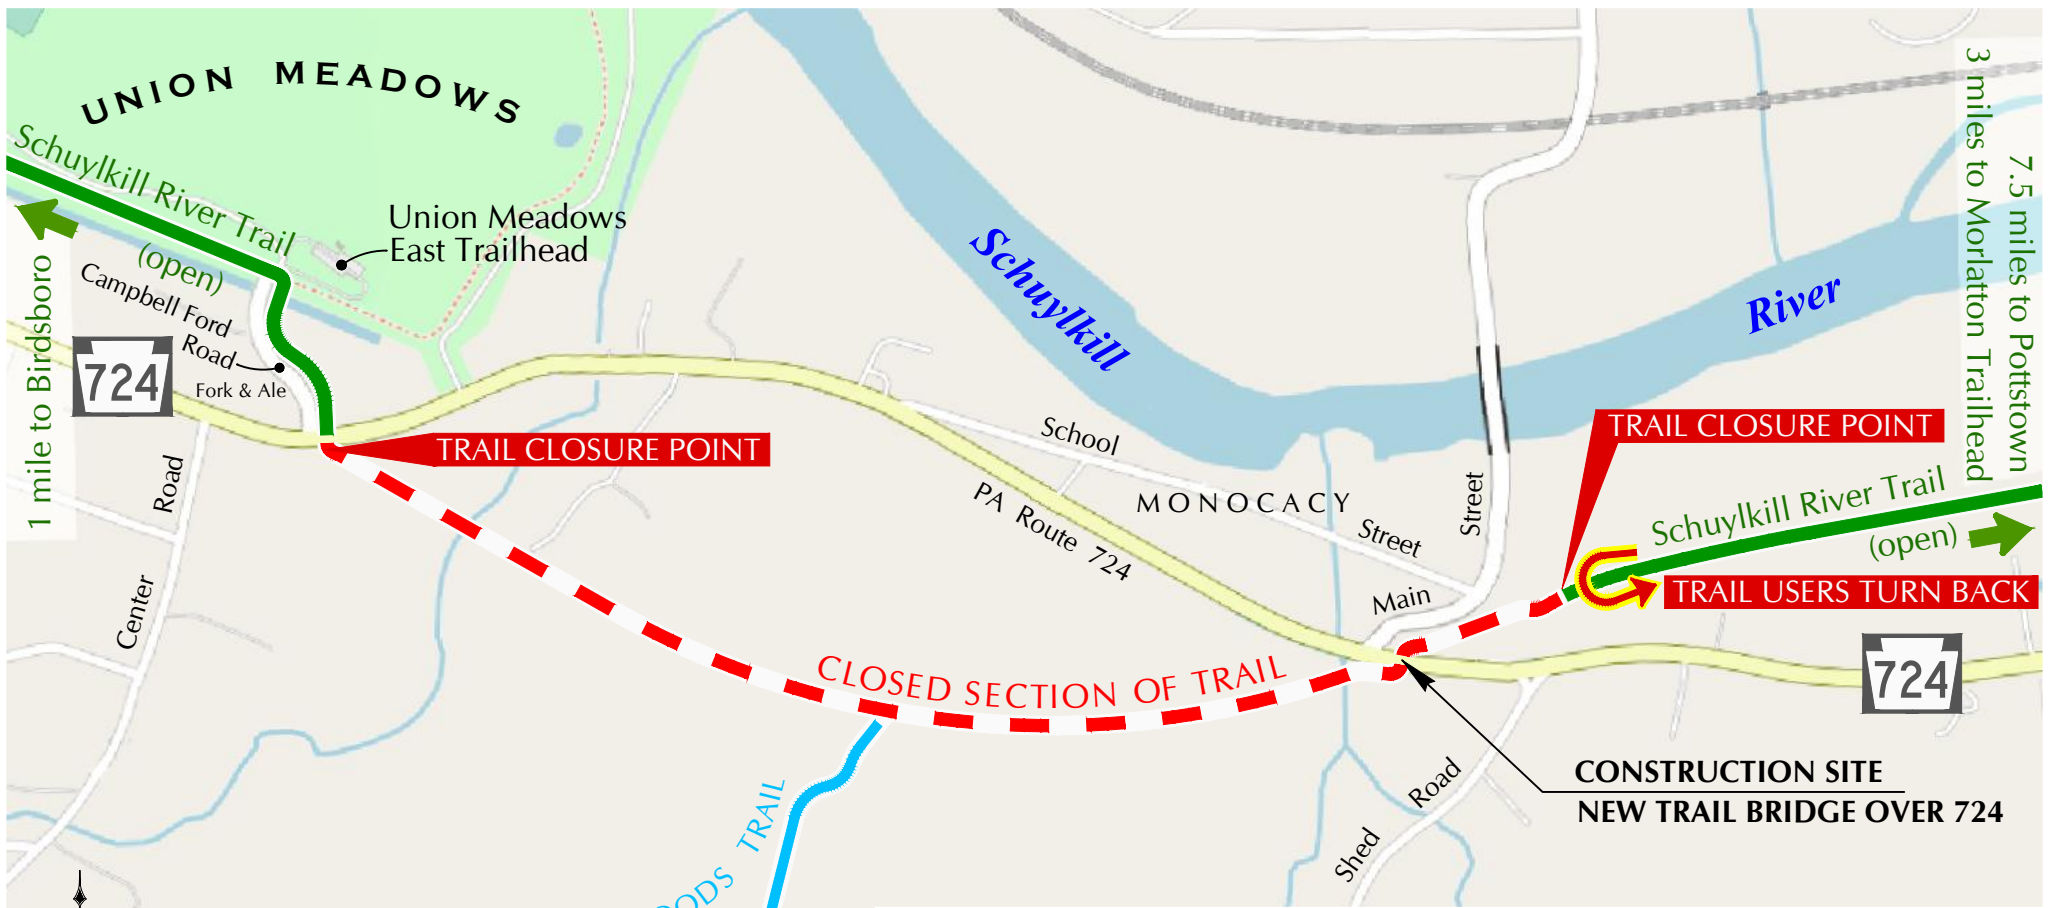 UNION MEADOWS
Schuylkill River Trail
(open)
Union Meadows
East Trailhead
1 mile to Birdsboro
Campbell Ford
Road
Fork & Ale
724
TRAIL CLOSURE POINT
Center Road
Schuylkill River
School Street
MONOCACY
PA Route 724
Main Street
3 miles to Morlatton Trailhead
7.5 miles to Pottstown
TRAIL CLOSURE POINT
Schuylkill River Trail
(open)
TRAIL USERS TURN BACK
724
CLOSED SECTION OF TRAIL
CONSTRUCTION SITE
NEW TRAIL BRIDGE OVER 724
Shed Road
TRAIL